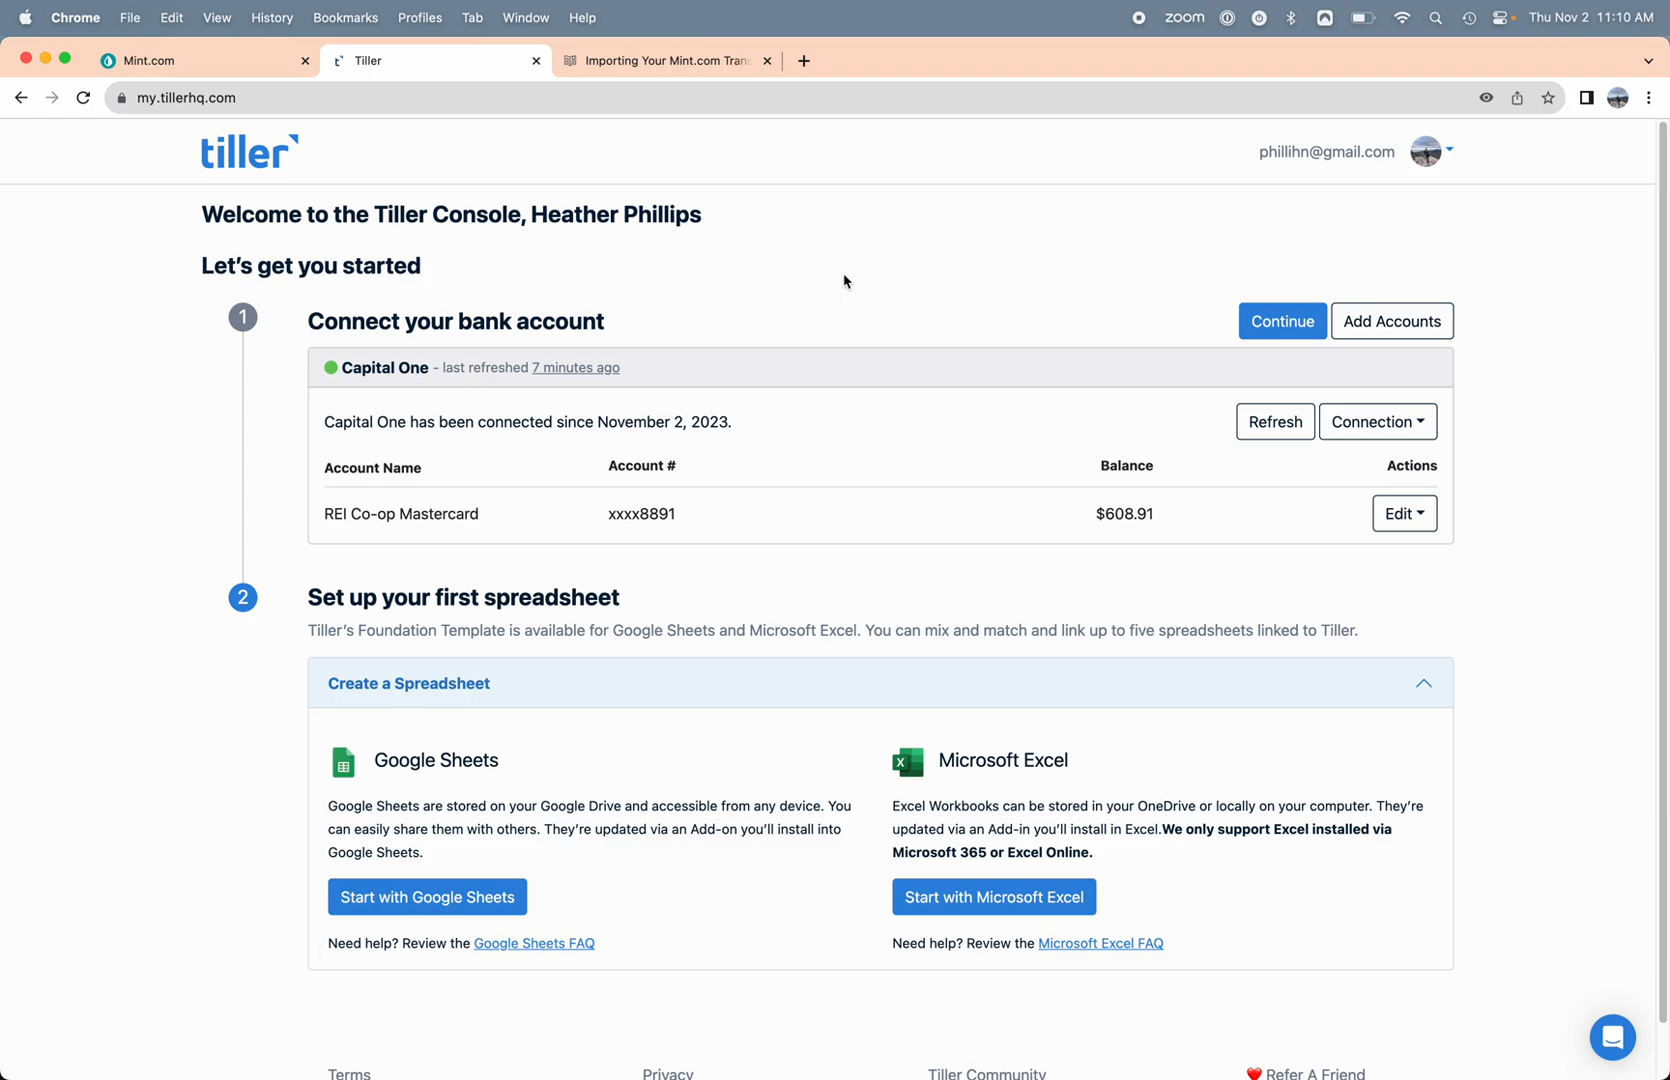 Chrome File Edit View History Bookmarks Profiles Tab Window Help zoom Thu Nov 2 11:10 AM
Mint.com Tiller Importing Your Mint.com Tran
my.tillerhq.com
tiller phillihn@gmail.com
Welcome to the Tiller Console, Heather Phillips
Let's get you started
1 Connect your bank account Continue Add Accounts
Capital One - last refreshed 7 minutes ago
Capital One has been connected since November 2, 2023. Refresh Connection
Account Name Account # Balance Actions
REI Co-op Mastercard xxxx8891 $608.91 Edit
2 Set up your first spreadsheet
Tiller's Foundation Template is available for Google Sheets and Microsoft Excel. You can mix and match and link up to five spreadsheets linked to Tiller.
Create a Spreadsheet
Google Sheets
Google Sheets are stored on your Google Drive and accessible from any device. You
can easily share them with others. They're updated via an Add-on you'll install into
Google Sheets.
Start with Google Sheets
Need help? Review the Google Sheets FAQ
X Microsoft Excel
Excel Workbooks can be stored in your OneDrive or locally on your computer. They're
updated via an Add-in you'll install in Excel.We only support Excel installed via
Microsoft 365 or Excel Online.
Start with Microsoft Excel
Need help? Review the Microsoft Excel FAQ
Terms Privacy Tiller Community Refer A Friend